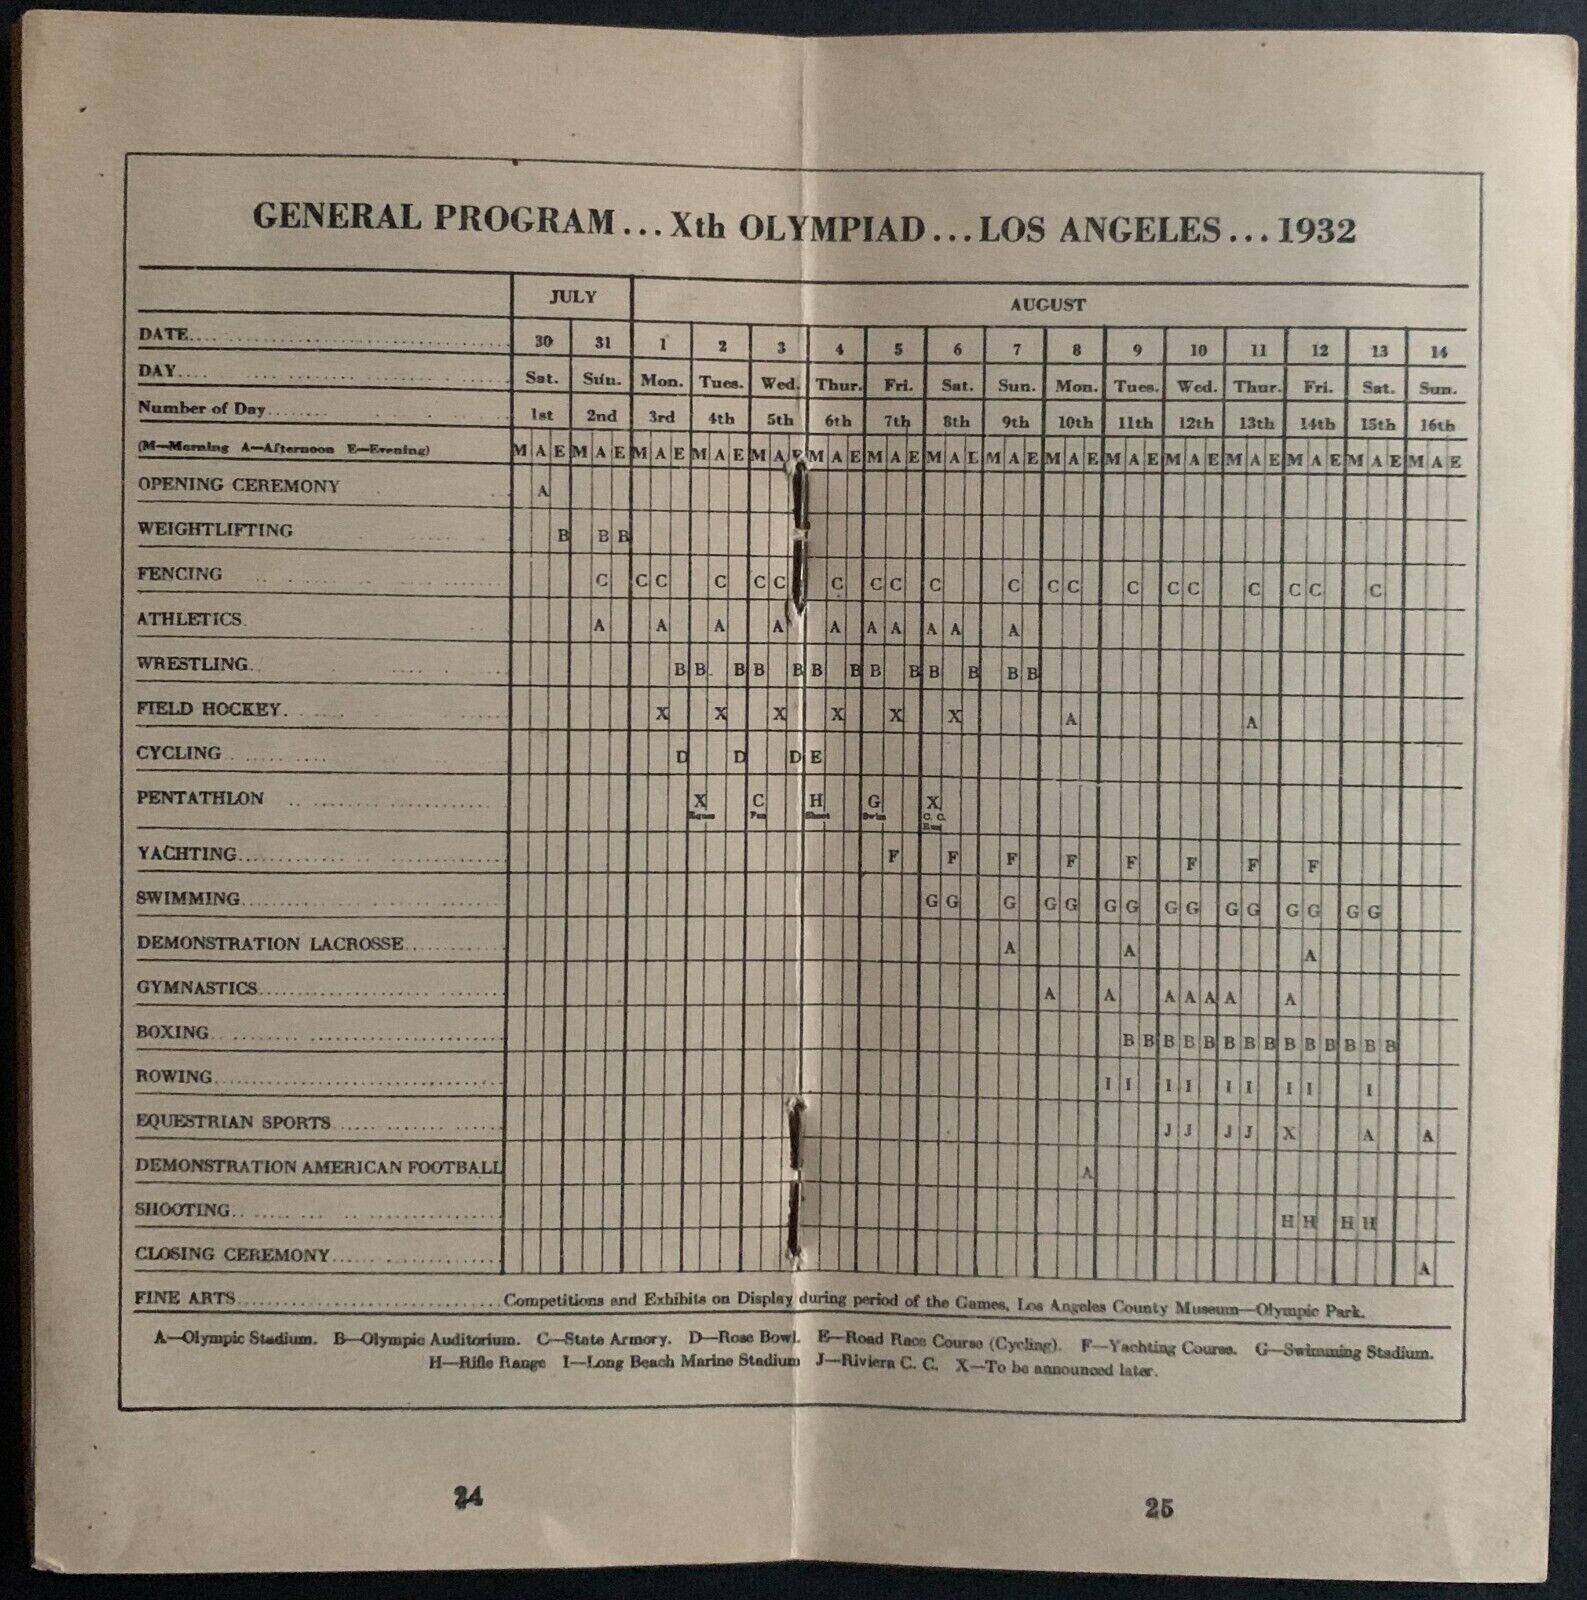 GENERAL PROGRAM...Xth OLYMPIAD...LOS ANGELES...1932
JULY AUGUST
DATE 30 31 1 2 3 4 5 6 7 8 9 10 11 12 13 14
DAY Sat. Sun. Mon. Tues. Wed. Thur. Fri. Sat. Sun. Mon. Tues. Wed. Thur. Fri. Sat. Sun.
Number of Day 1st 2nd 3rd 4th 5th 6th 7th 8th 9th 10th 11th 12th 13th 14th 15th 16th
(M—Morning A—Afternoon E—Evening) M A E M A E M A E M A E M A E M A E M A E M A E M A E M A E M A E M A E M A E M A E M A E M A E
OPENING CEREMONY A
WEIGHTLIFTING B B B
FENCING C C C C C C C C C C C C C C C C C C C C
ATHLETICS A A A A A A A A A A
WRESTLING B B B B B B B B B B B B B
FIELD HOCKEY X X X X X X A A
CYCLING D D D E
PENTATHLON X Eques C Fen H Shoot G Swim X C. C. Run
YACHTING F F F F F F F F
SWIMMING G G G G G G G G G G G G G G G
DEMONSTRATION LACROSSE A A A
GYMNASTICS A A A A A A A
BOXING B B B B B B B B B B B B B B
ROWING I I I I I I I I I
EQUESTRIAN SPORTS J J J J X A A
DEMONSTRATION AMERICAN FOOTBALL A
SHOOTING H H H H
CLOSING CEREMONY A
FINE ARTS Competitions and Exhibits on Display during period of the Games, Los Angeles County Museum—Olympic Park.
A—Olympic Stadium. B—Olympic Auditorium. C—State Armory. D—Rose Bowl. E—Road Race Course (Cycling). F—Yachting Course. G—Swimming Stadium.
H—Rifle Range I—Long Beach Marine Stadium J—Riviera C. C. X—To be announced later.
24 25